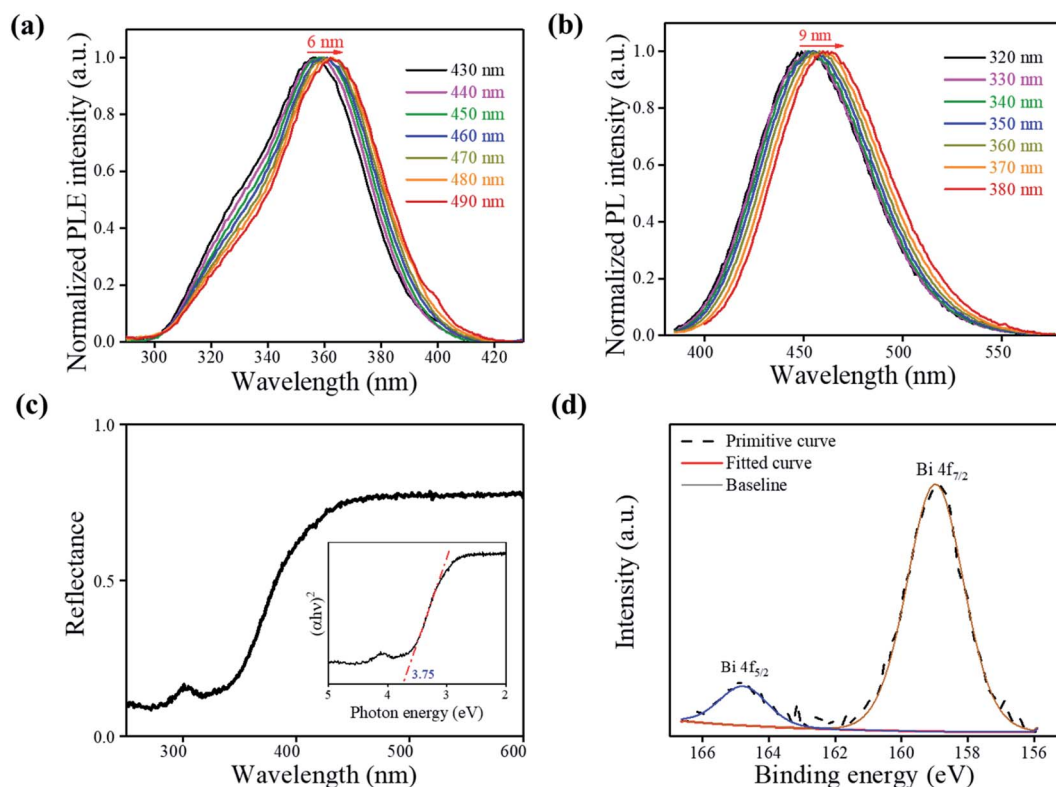 (a)
6 nm
430 nm
440 nm
450 nm
460 nm
470 nm
480 nm
490 nm
Normalized PLE intensity (a.u.)
1.0
0.8
0.6
0.4
0.2
0.0
300 320 340 360 380 400 420
Wavelength (nm)
(b)
9 nm
320 nm
330 nm
340 nm
350 nm
360 nm
370 nm
380 nm
Normalized PL intensity (a.u.)
1.0
0.8
0.6
0.4
0.2
0.0
400 450 500 550
Wavelength (nm)
(c)
Reflectance
1.0
0.5
0.0
300 400 500 600
Wavelength (nm)
(αhν)²
3.75
5 4 3 2
Photon energy (eV)
(d)
Primitive curve
Fitted curve
Baseline
Bi 4f₇/₂
Bi 4f₅/₂
Intensity (a.u.)
166 164 162 160 158 156
Binding energy (eV)